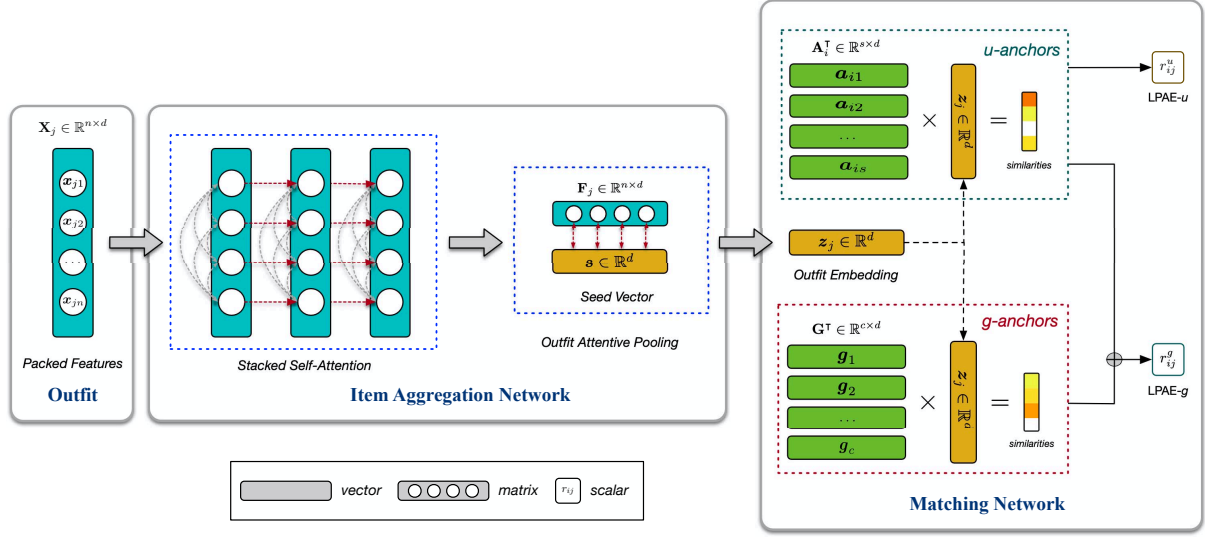 X_j ∈ ℝ^{n×d}
x_{j1}
x_{j2}
...
x_{jn}
Packed Features
Outfit
Stacked Self-Attention
F_j ∈ ℝ^{n×d}
s ∈ ℝ^d
Seed Vector
Outfit Attentive Pooling
Item Aggregation Network
u-anchors
A_i^⊺ ∈ ℝ^{s×d}
a_{i1}
a_{i2}
...
a_{is}
×
z_j ∈ ℝ^d
=
similarities
r_{ij}^u
LPAE-u
z_j ∈ ℝ^d
Outfit Embedding
g-anchors
G^⊺ ∈ ℝ^{c×d}
g_1
g_2
...
g_c
×
z_j ∈ ℝ^d
=
similarities
r_{ij}^g
LPAE-g
Matching Network
vector
matrix
r_{ij}
scalar